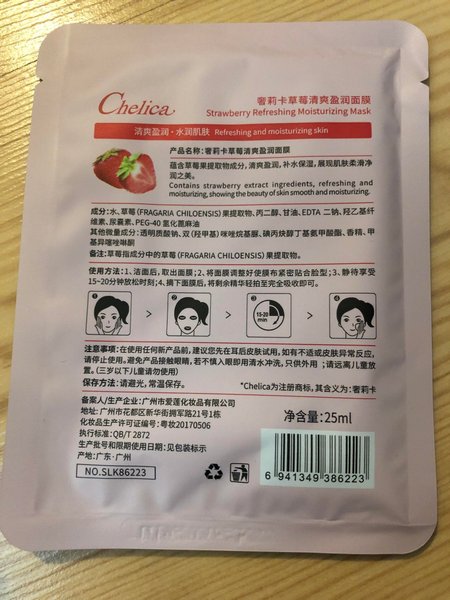 Chelica
奢莉卡草莓清爽盈润面膜
Strawberry Refreshing Moisturizing Mask
清爽盈润·水润肌肤 Refreshing and moisturizing skin
产品名称:奢莉卡草莓清爽盈润面膜
蕴含草莓果提取物成分,清爽盈润,补水保湿,展现肌肤柔滑净
润之美。
Contains strawberry extract ingredients, refreshing and
moisturizing, showing the beauty of skin smooth and moisturizing.
成分:水、草莓(FRAGARIA CHILOENSIS)果提取物、丙二醇、甘油、EDTA 二钠、羟乙基纤
维素、尿囊素、PEG-40 氢化蓖麻油
其他微量成分:透明质酸钠、双(羟甲基)咪唑烷基脲、碘丙炔醇丁基氨甲酸酯、香精、甲
基异噻唑啉酮
备注:草莓指成分中的草莓(FRAGARIA CHILOENSIS)果提取物。
使用方法:1、洁面后,取出面膜;2、将面膜调整好使膜布紧密贴合脸型;3、静待享受
15~20分钟放松时刻;4、摘下面膜后,将剩余精华轻拍至完全吸收即可。
1 > 2 > 3 > 4
15-20
min
注意事项:在使用任何新产品前,建议您先在耳后皮肤试用,如有不适或皮肤异常反应,
请停止使用。避免产品接触眼睛,若不慎入眼即用清水冲洗。只供外用;请远离儿童放
置。(三岁以下儿童请勿使用)
保存方法:请避光,常温保存。
*Chelica为注册商标,其含义为:奢莉卡
备案人/生产企业:广州市爱莲化妆品有限公司
地址:广州市花都区新华街拥军路21号1栋
化妆品生产许可证编号:粤妆20170506
执行标准:QB/T 2872
生产批号和限期使用日期:见包装标示
产地:广东·广州
净含量:25ml
NO.SLK86223
6 941349 386223